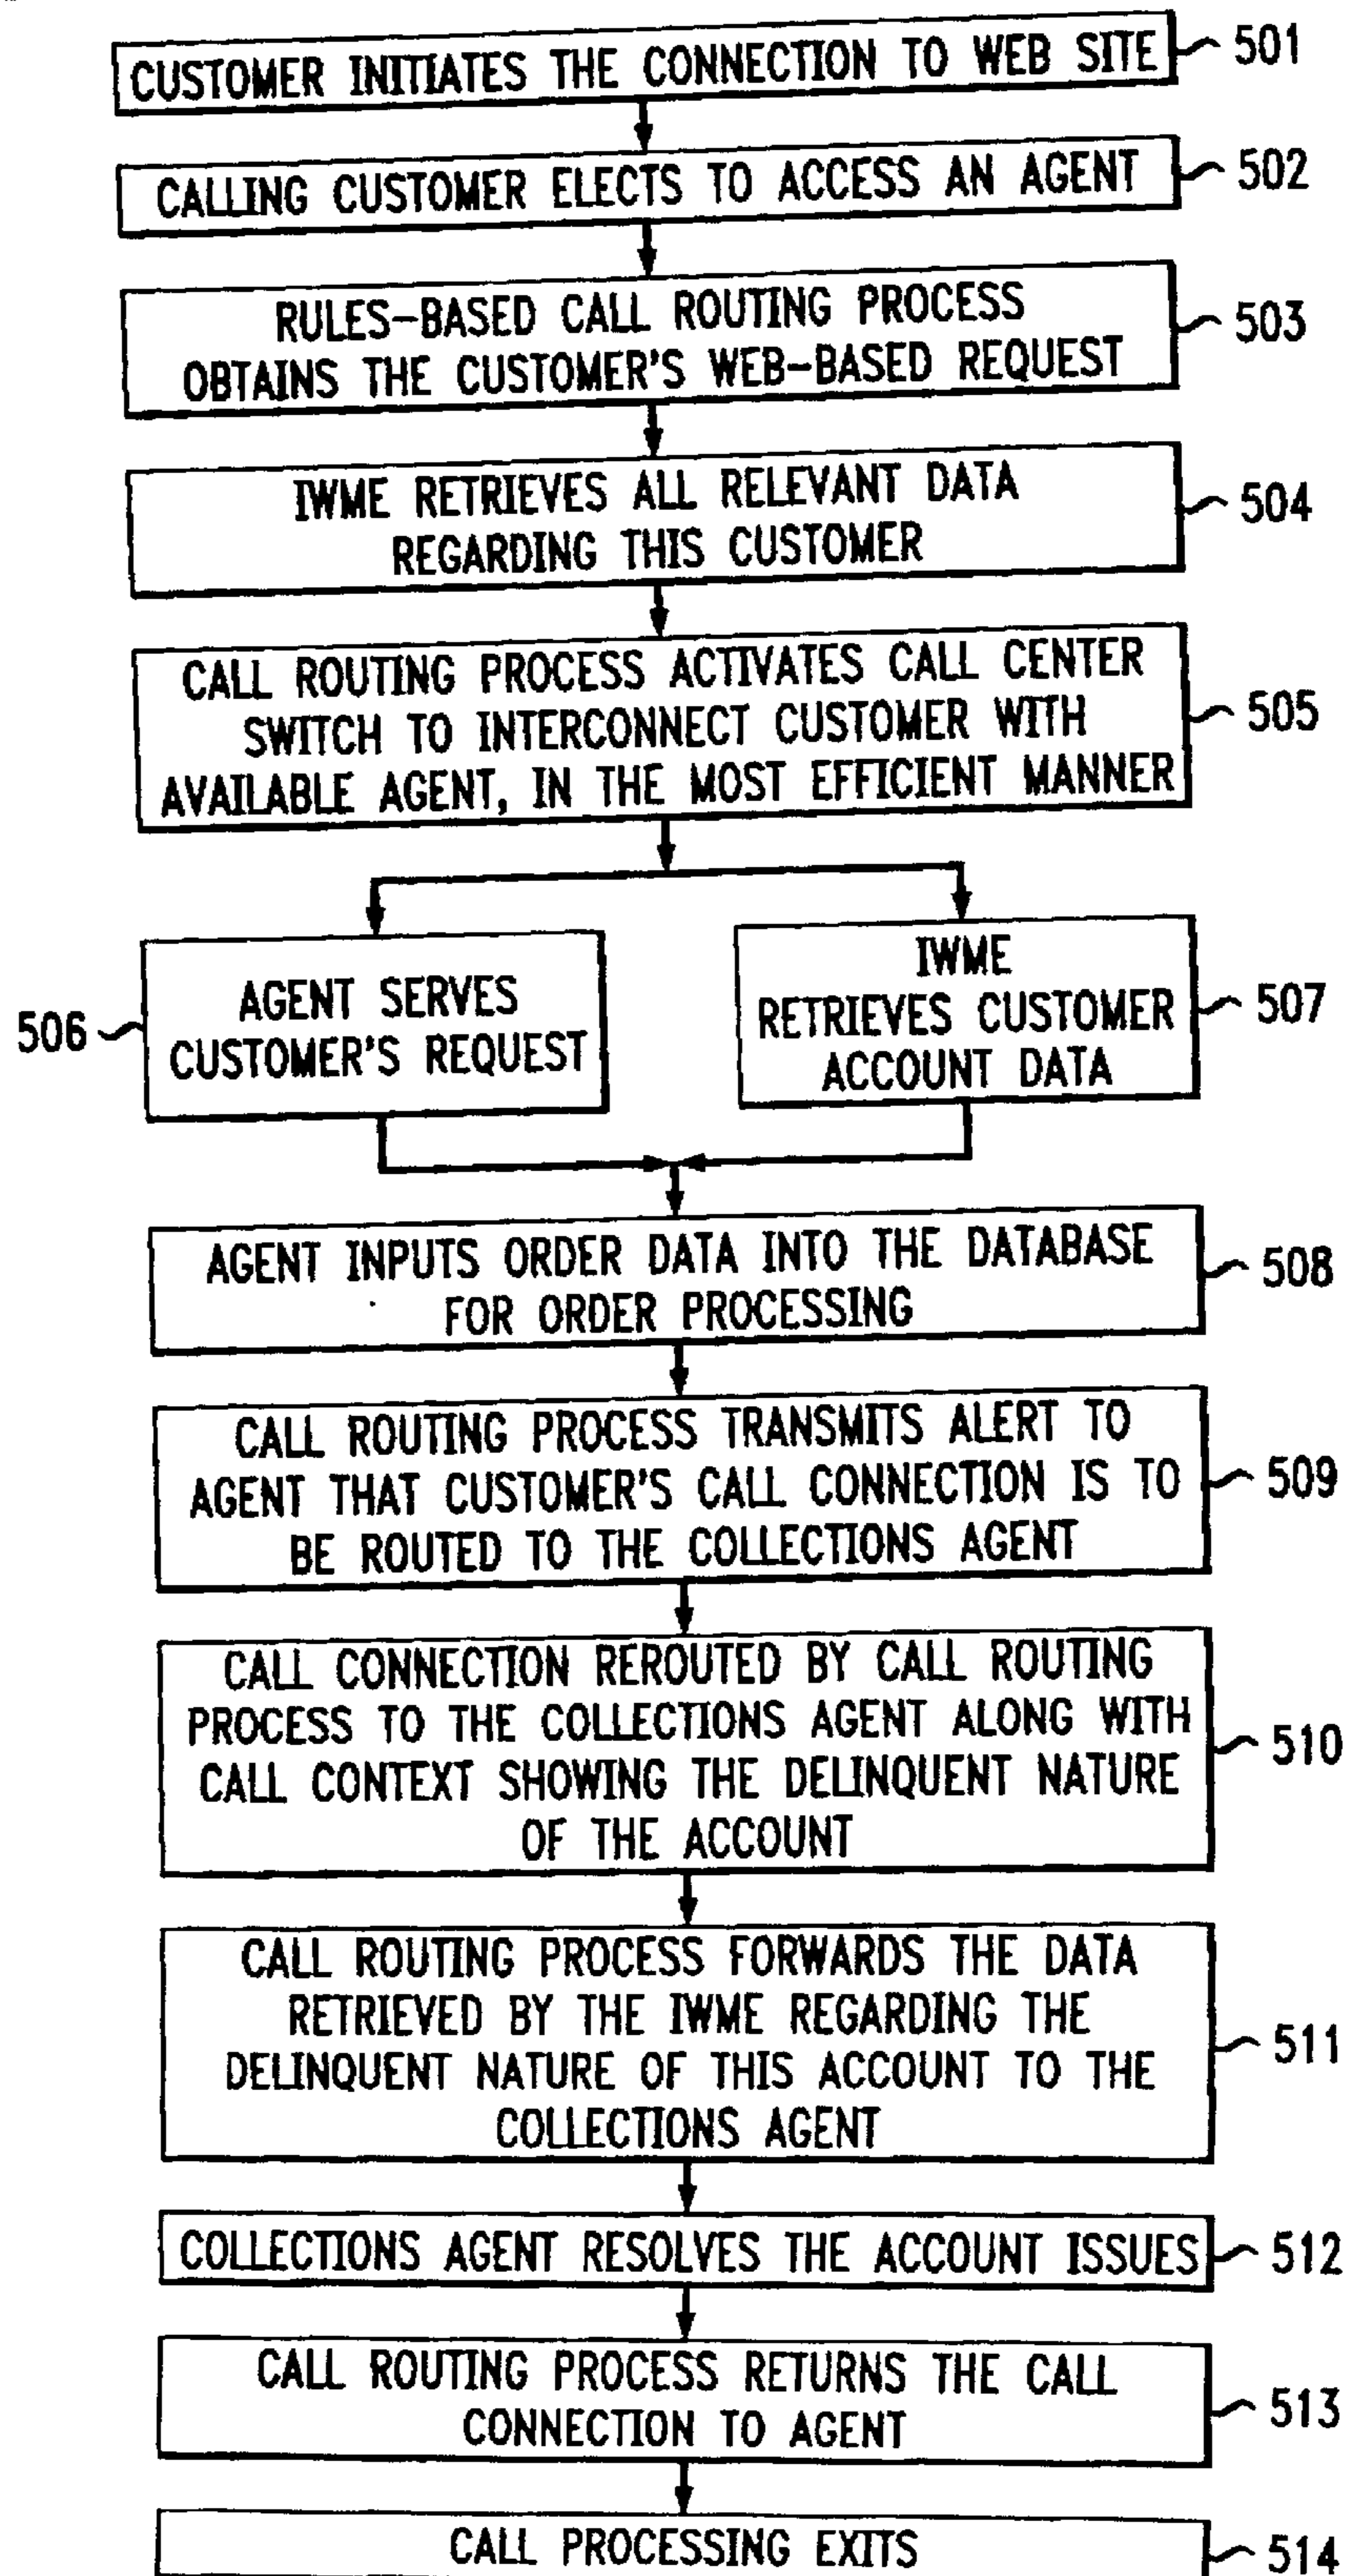 CUSTOMER INITIATES THE CONNECTION TO WEB SITE
501
CALLING CUSTOMER ELECTS TO ACCESS AN AGENT
502
RULES-BASED CALL ROUTING PROCESS
OBTAINS THE CUSTOMER'S WEB-BASED REQUEST
503
IWME RETRIEVES ALL RELEVANT DATA
REGARDING THIS CUSTOMER
504
CALL ROUTING PROCESS ACTIVATES CALL CENTER
SWITCH TO INTERCONNECT CUSTOMER WITH
AVAILABLE AGENT, IN THE MOST EFFICIENT MANNER
505
506
AGENT SERVES
CUSTOMER'S REQUEST
IWME
RETRIEVES CUSTOMER
ACCOUNT DATA
507
AGENT INPUTS ORDER DATA INTO THE DATABASE
FOR ORDER PROCESSING
508
CALL ROUTING PROCESS TRANSMITS ALERT TO
AGENT THAT CUSTOMER'S CALL CONNECTION IS TO
BE ROUTED TO THE COLLECTIONS AGENT
509
CALL CONNECTION REROUTED BY CALL ROUTING
PROCESS TO THE COLLECTIONS AGENT ALONG WITH
CALL CONTEXT SHOWING THE DELINQUENT NATURE
OF THE ACCOUNT
510
CALL ROUTING PROCESS FORWARDS THE DATA
RETRIEVED BY THE IWME REGARDING THE
DELINQUENT NATURE OF THIS ACCOUNT TO THE
COLLECTIONS AGENT
511
COLLECTIONS AGENT RESOLVES THE ACCOUNT ISSUES
512
CALL ROUTING PROCESS RETURNS THE CALL
CONNECTION TO AGENT
513
CALL PROCESSING EXITS
514